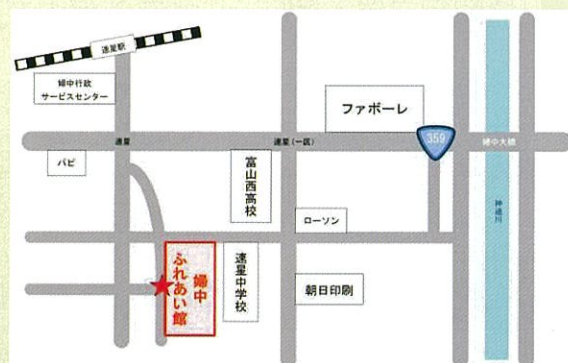 速星駅
婦中行政
サービスセンター
ファボーレ
359
速星
速星(一区)
婦中大橋
パピ
富山西高校
神通川
ローソン
婦中
ふれあい館
速星中学校
朝日印刷